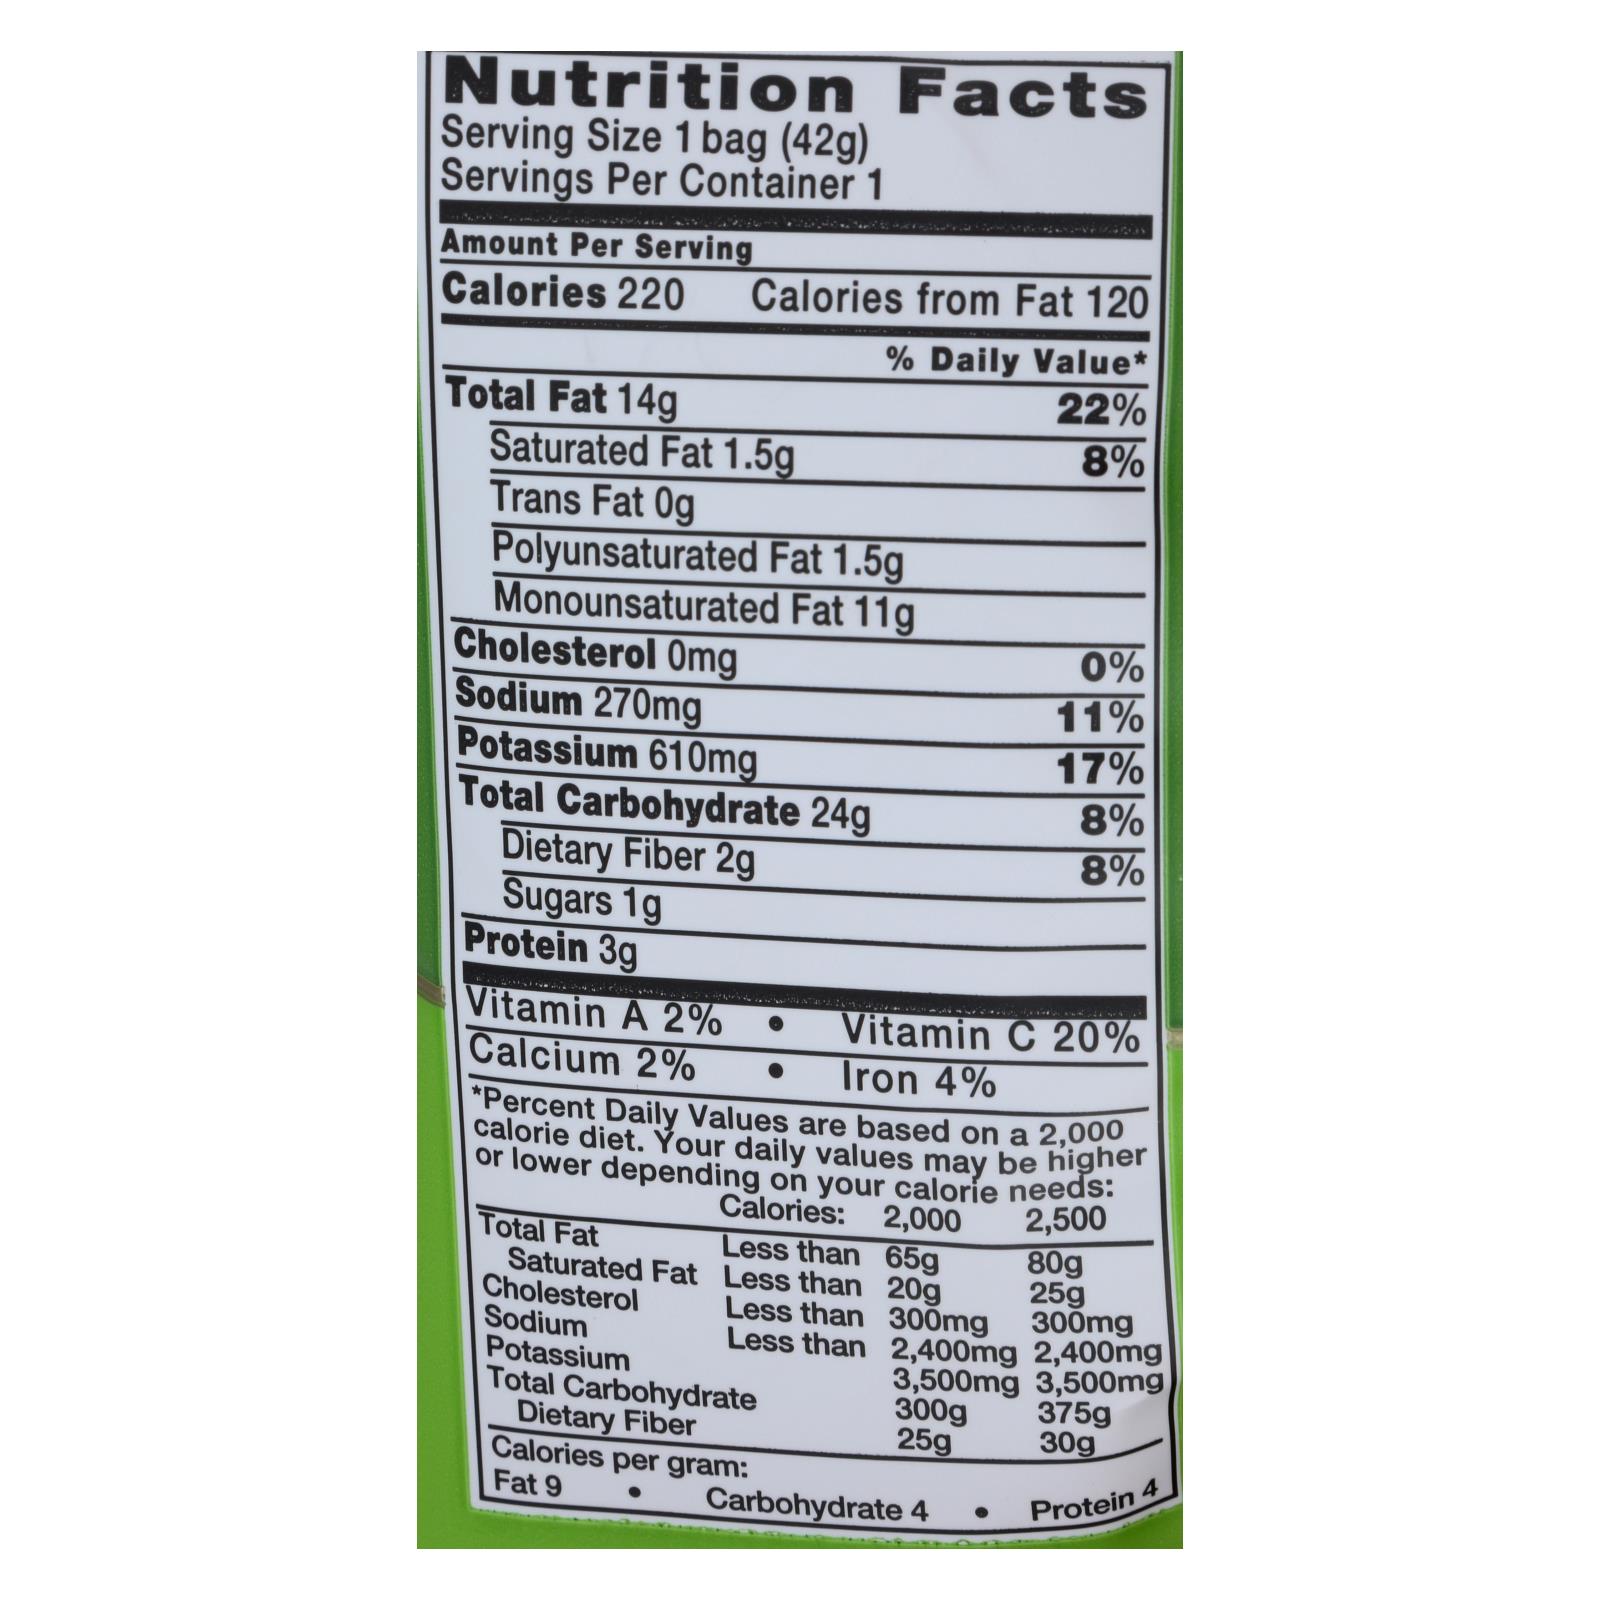 Nutrition Facts
Serving Size 1 bag (42g)
Servings Per Container 1
Amount Per Serving
Calories 220 Calories from Fat 120
% Daily Value*
Total Fat 14g 22%
Saturated Fat 1.5g 8%
Trans Fat 0g
Polyunsaturated Fat 1.5g
Monounsaturated Fat 11g
Cholesterol 0mg 0%
Sodium 270mg 11%
Potassium 610mg 17%
Total Carbohydrate 24g 8%
Dietary Fiber 2g 8%
Sugars 1g
Protein 3g
Vitamin A 2% • Vitamin C 20%
Calcium 2% • Iron 4%
*Percent Daily Values are based on a 2,000
calorie diet. Your daily values may be higher
or lower depending on your calorie needs:
Calories: 2,000 2,500
Total Fat Less than 65g 80g
Saturated Fat Less than 20g 25g
Cholesterol Less than 300mg 300mg
Sodium Less than 2,400mg 2,400mg
Potassium 3,500mg 3,500mg
Total Carbohydrate 300g 375g
Dietary Fiber 25g 30g
Calories per gram:
Fat 9 • Carbohydrate 4 • Protein 4